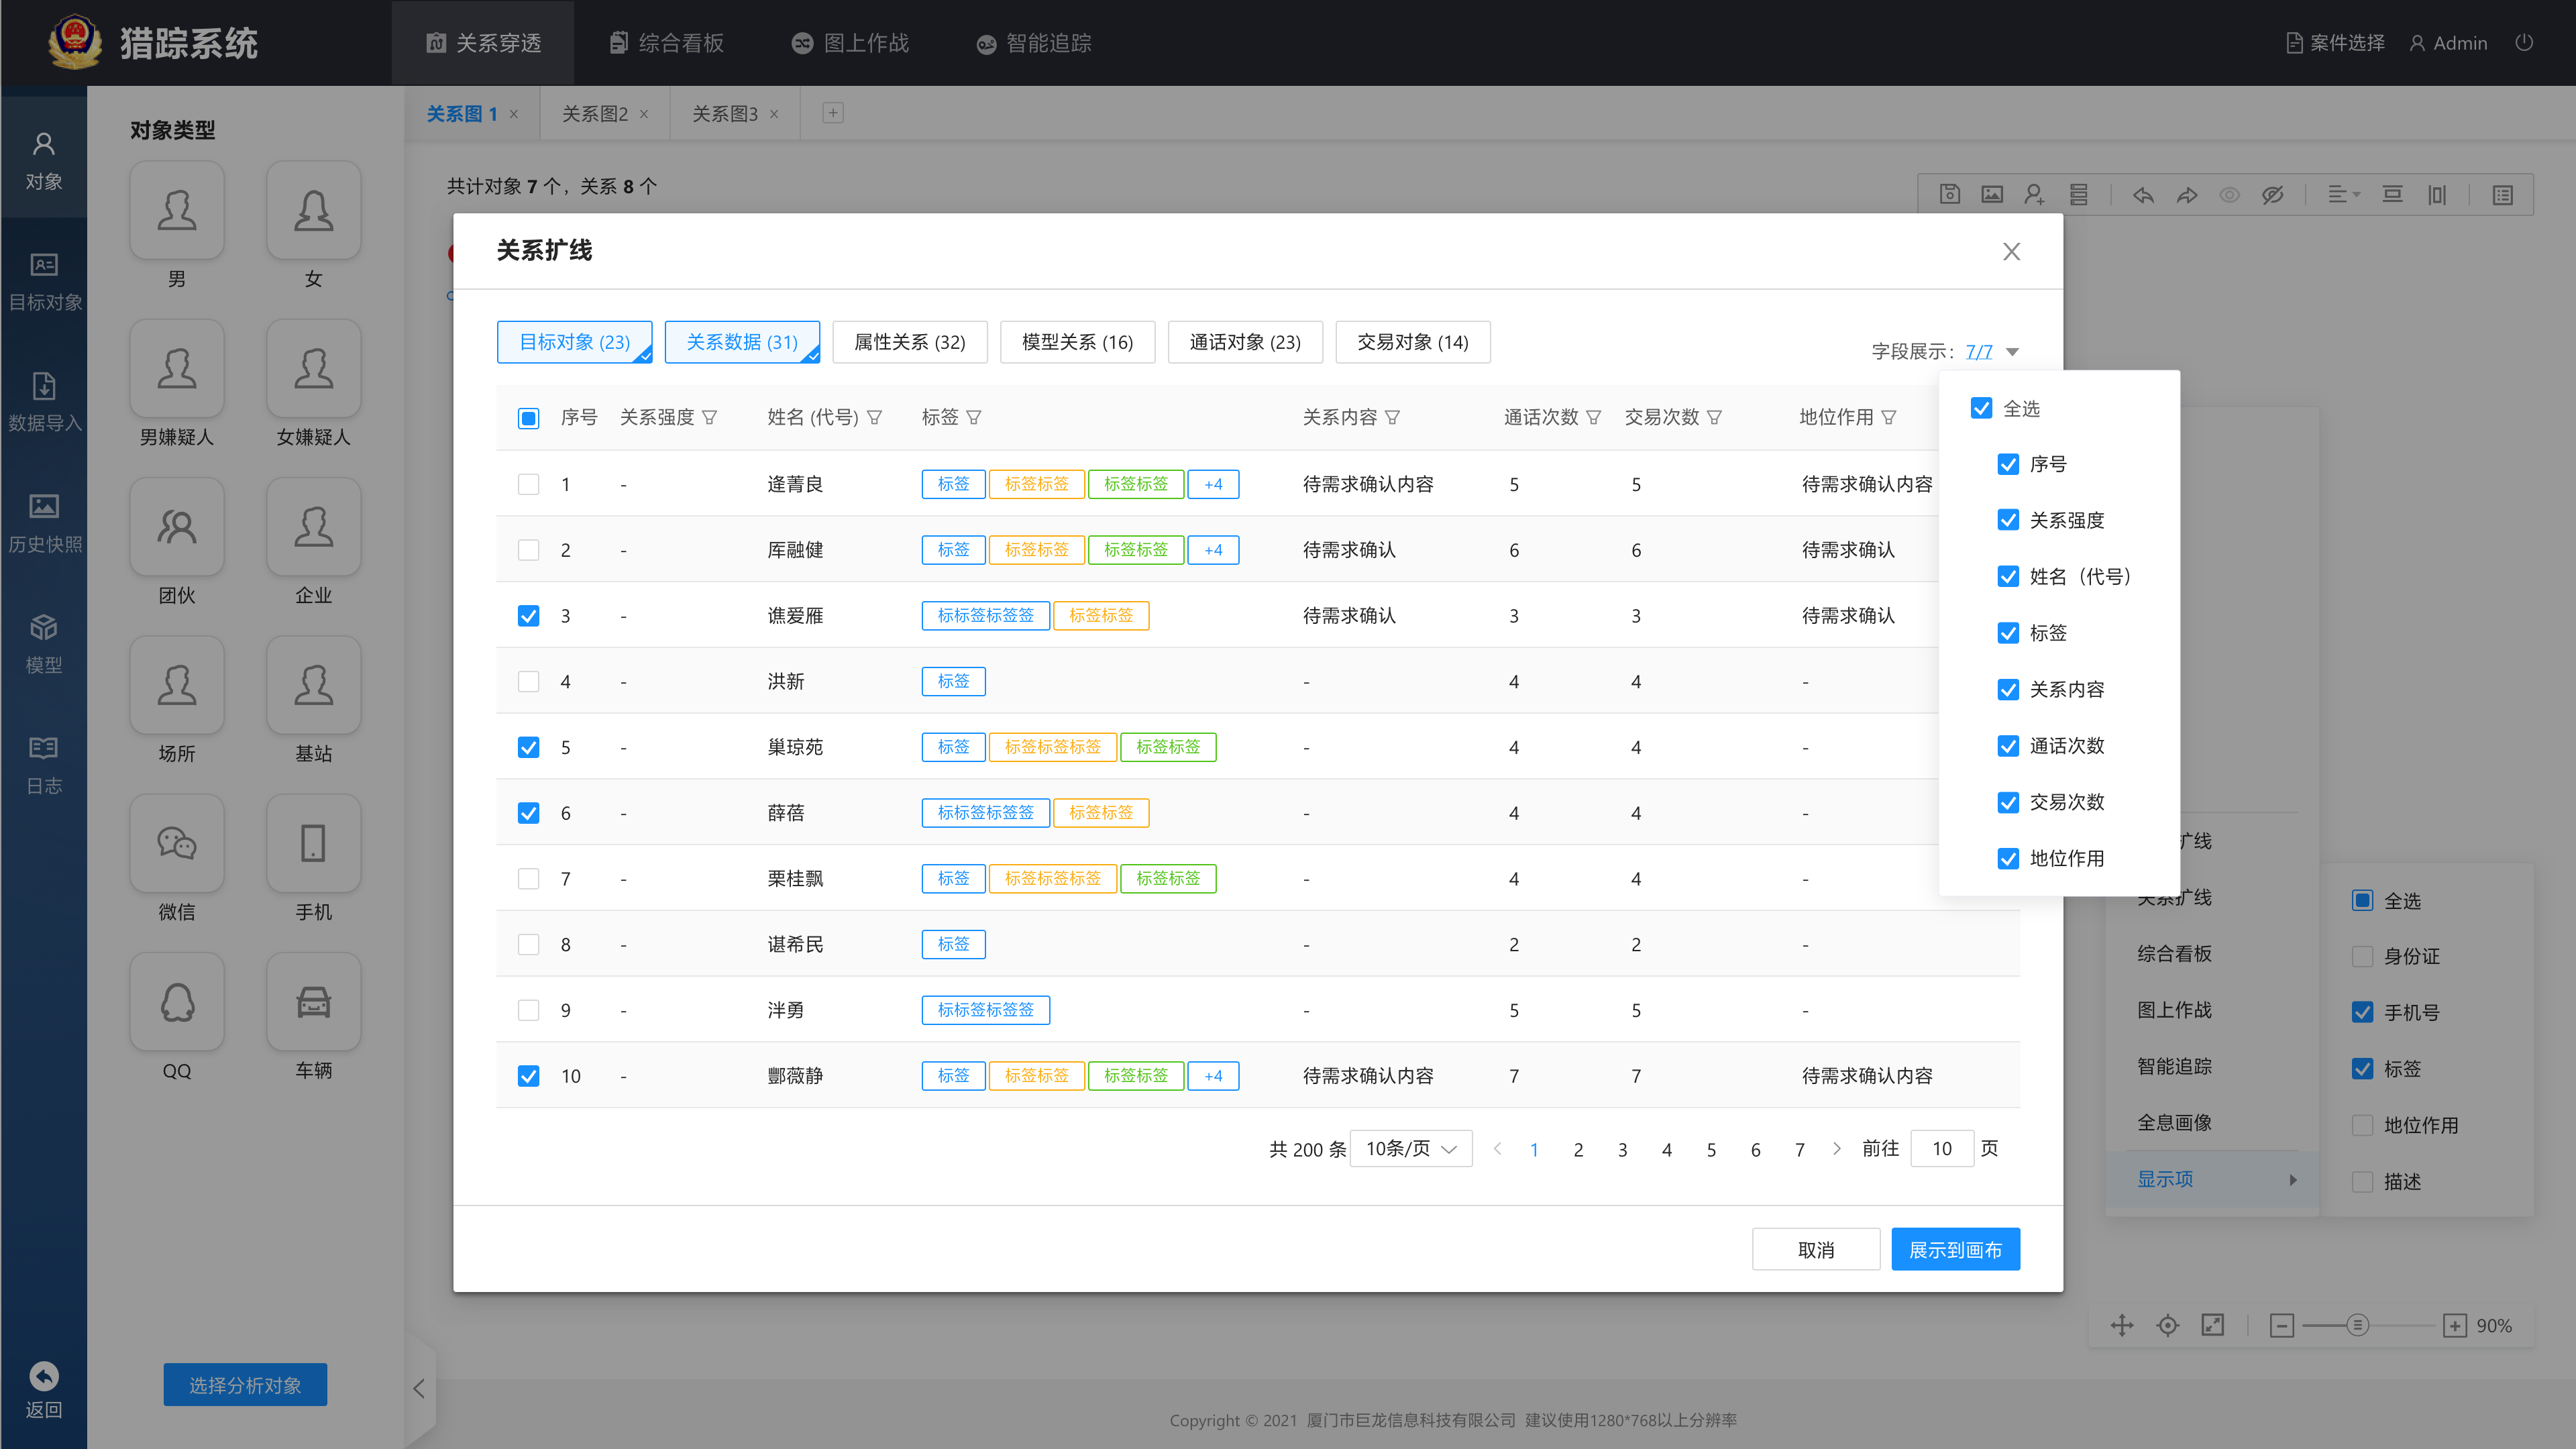 猎踪系统
关系穿透
综合看板
图上作战
智能追踪
案件选择
Admin
对象
目标对象
数据导入
历史快照
模型
日志
返回
对象类型
男
女
男嫌疑人
女嫌疑人
团伙
企业
场所
基站
微信
手机
QQ
车辆
选择分析对象
关系图 1
关系图2
关系图3
共计对象 7 个，关系 8 个
关系扩线
目标对象 (23)
关系数据 (31)
属性关系 (32)
模型关系 (16)
通话对象 (23)
交易对象 (14)
字段展示：7/7
序号 关系强度 姓名 (代号) 标签 关系内容 通话次数 交易次数 地位作用
1 - 逄菁良 标签 标签标签 标签标签 +4 待需求确认内容 5 5 待需求确认内容
2 - 厍融健 标签 标签标签 标签标签 +4 待需求确认 6 6 待需求确认
3 - 谯爱雁 标标签标签签 标签标签 待需求确认 3 3 待需求确认
4 - 洪新 标签 - 4 4 -
5 - 巢琼苑 标签 标签标签标签 标签标签 - 4 4 -
6 - 薛蓓 标标签标签签 标签标签 - 4 4 -
7 - 栗桂飘 标签 标签标签标签 标签标签 - 4 4 -
8 - 谌希民 标签 - 2 2 -
9 - 泮勇 标标签标签签 - 5 5 -
10 - 酆薇静 标签 标签标签 标签标签 +4 待需求确认内容 7 7 待需求确认内容
共 200 条 10条/页 1 2 3 4 5 6 7 前往 10 页
取消
展示到画布
全选
序号
关系强度
姓名（代号）
标签
关系内容
通话次数
交易次数
地位作用
扩线
关系扩线
综合看板
图上作战
智能追踪
全息画像
显示项
全选
身份证
手机号
标签
地位作用
描述
90%
Copyright © 2021 厦门市巨龙信息科技有限公司 建议使用1280*768以上分辨率